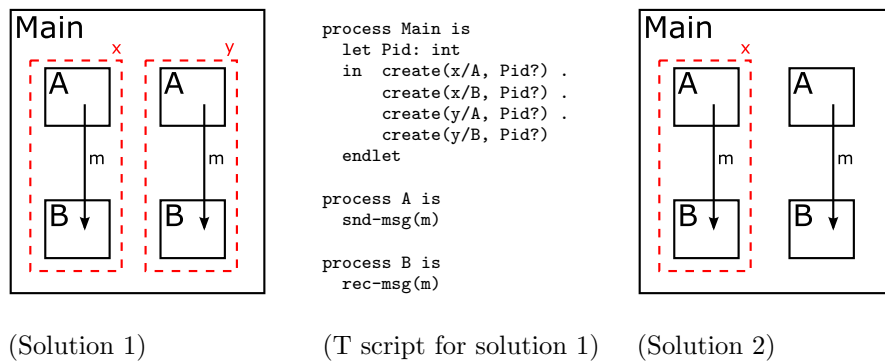 Main
x
y
A
A
m
m
B
B
process Main is
let Pid: int
in create(x/A, Pid?) .
create(x/B, Pid?) .
create(y/A, Pid?) .
create(y/B, Pid?)
endlet
process A is
snd-msg(m)
process B is
rec-msg(m)
Main
x
A
A
m
m
B
B
(Solution 1)
(T script for solution 1)
(Solution 2)